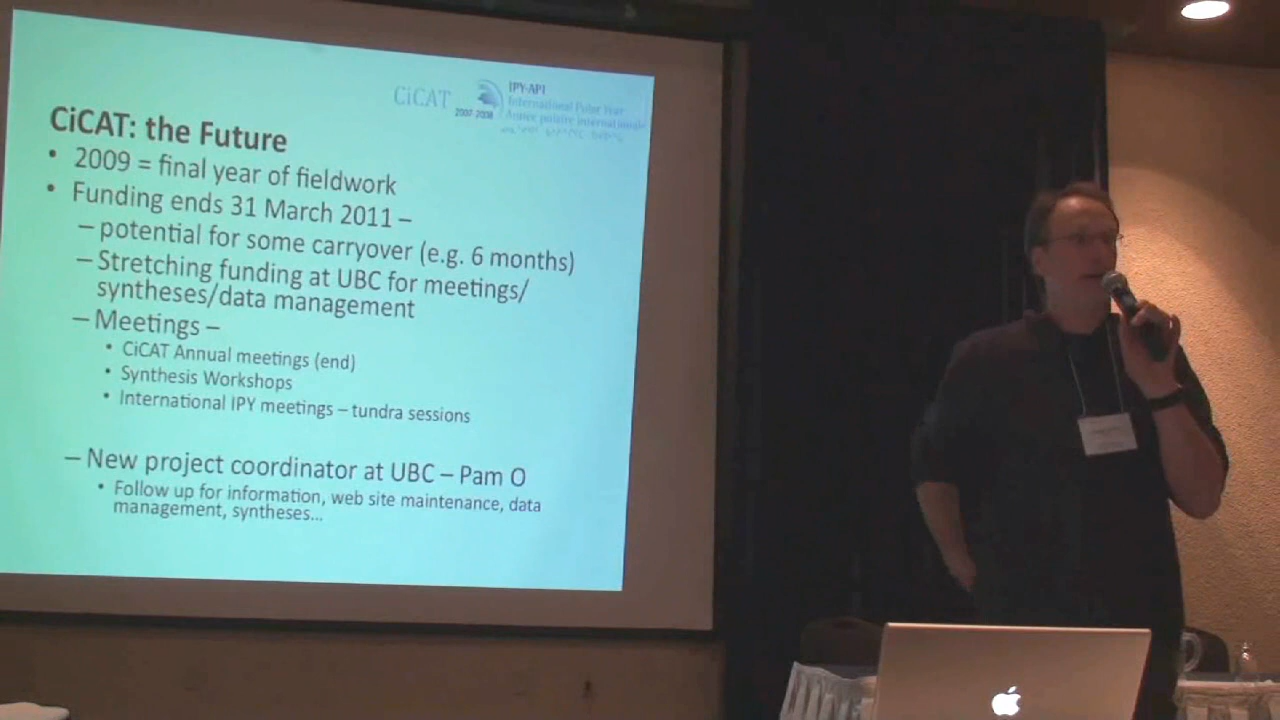 CiCAT
IPY-API
International Polar Year
Année polaire internationale
2007-2008
CiCAT: the Future
• 2009 = final year of fieldwork
• Funding ends 31 March 2011 –
– potential for some carryover (e.g. 6 months)
– Stretching funding at UBC for meetings/
syntheses/data management
– Meetings –
• CiCAT Annual meetings (end)
• Synthesis Workshops
• International IPY meetings – tundra sessions
– New project coordinator at UBC – Pam O
• Follow up for information, web site maintenance, data
management, syntheses...